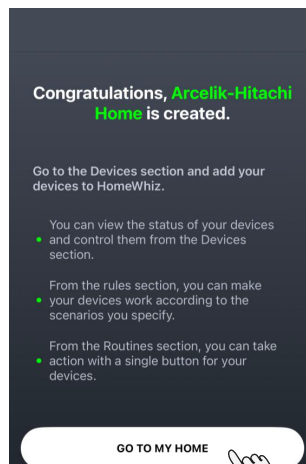 Congratulations, Arcelik-Hitachi
Home is created.
Go to the Devices section and add your
devices to HomeWhiz.
You can view the status of your devices
and control them from the Devices
section.
From the rules section, you can make
your devices work according to the
scenarios you specify.
From the Routines section, you can take
action with a single button for your
devices.
GO TO MY HOME